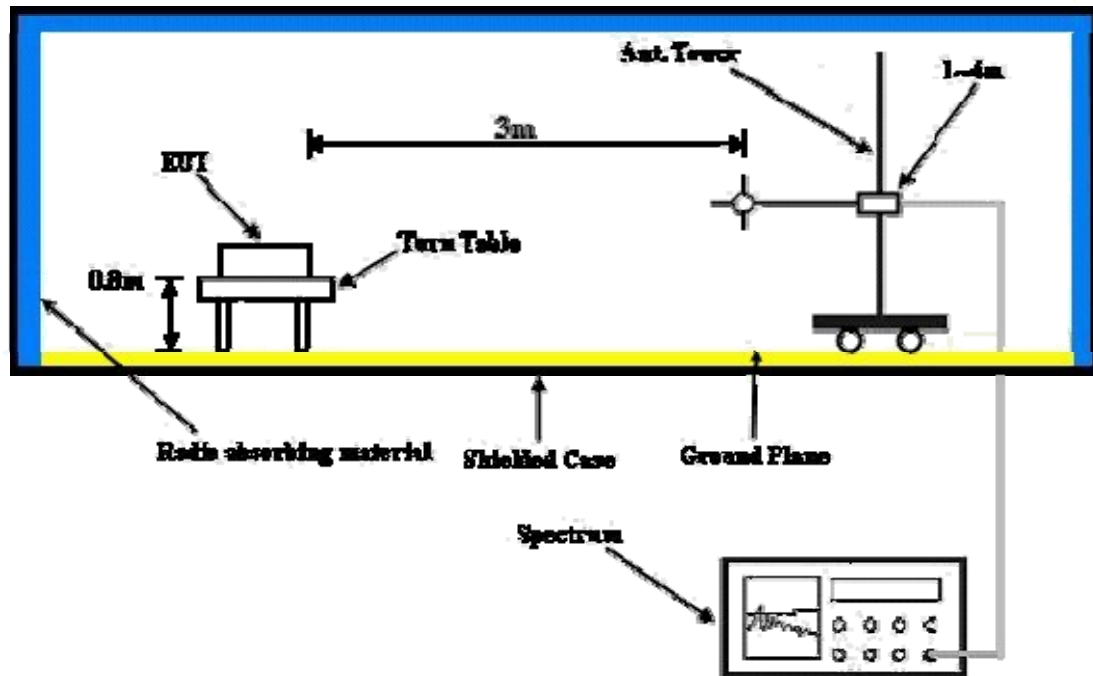 Ant. Tower
1~4m
3m
EUT
Turn Table
0.8m
Radio absorbing material
Shielded Case
Ground Plane
Spectrum